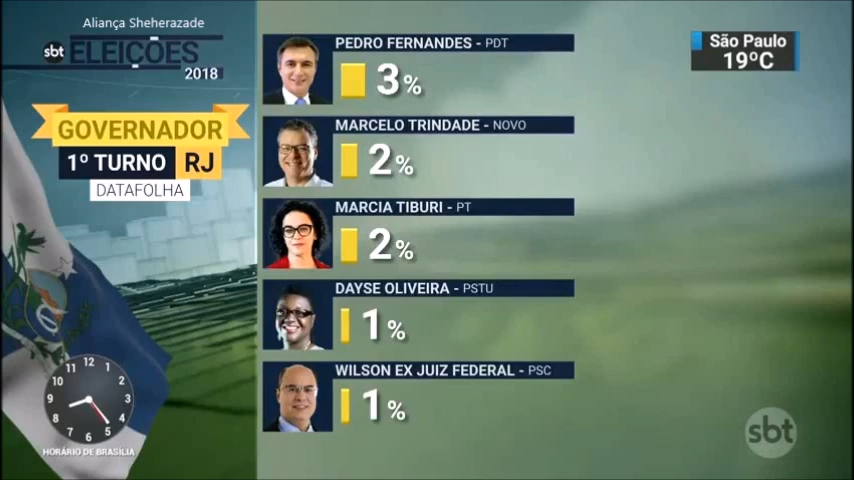 Aliança Sheherazade
sbt ELEIÇÕES
2018
GOVERNADOR
1º TURNO RJ
DATAFOLHA
PEDRO FERNANDES - PDT
3%
MARCELO TRINDADE - NOVO
2%
MARCIA TIBURI - PT
2%
DAYSE OLIVEIRA - PSTU
1%
WILSON EX JUIZ FEDERAL - PSC
1%
São Paulo
19ºC
12
11 1
10 2
9 3
8 4
7 5
6
HORÁRIO DE BRASÍLIA
sbt